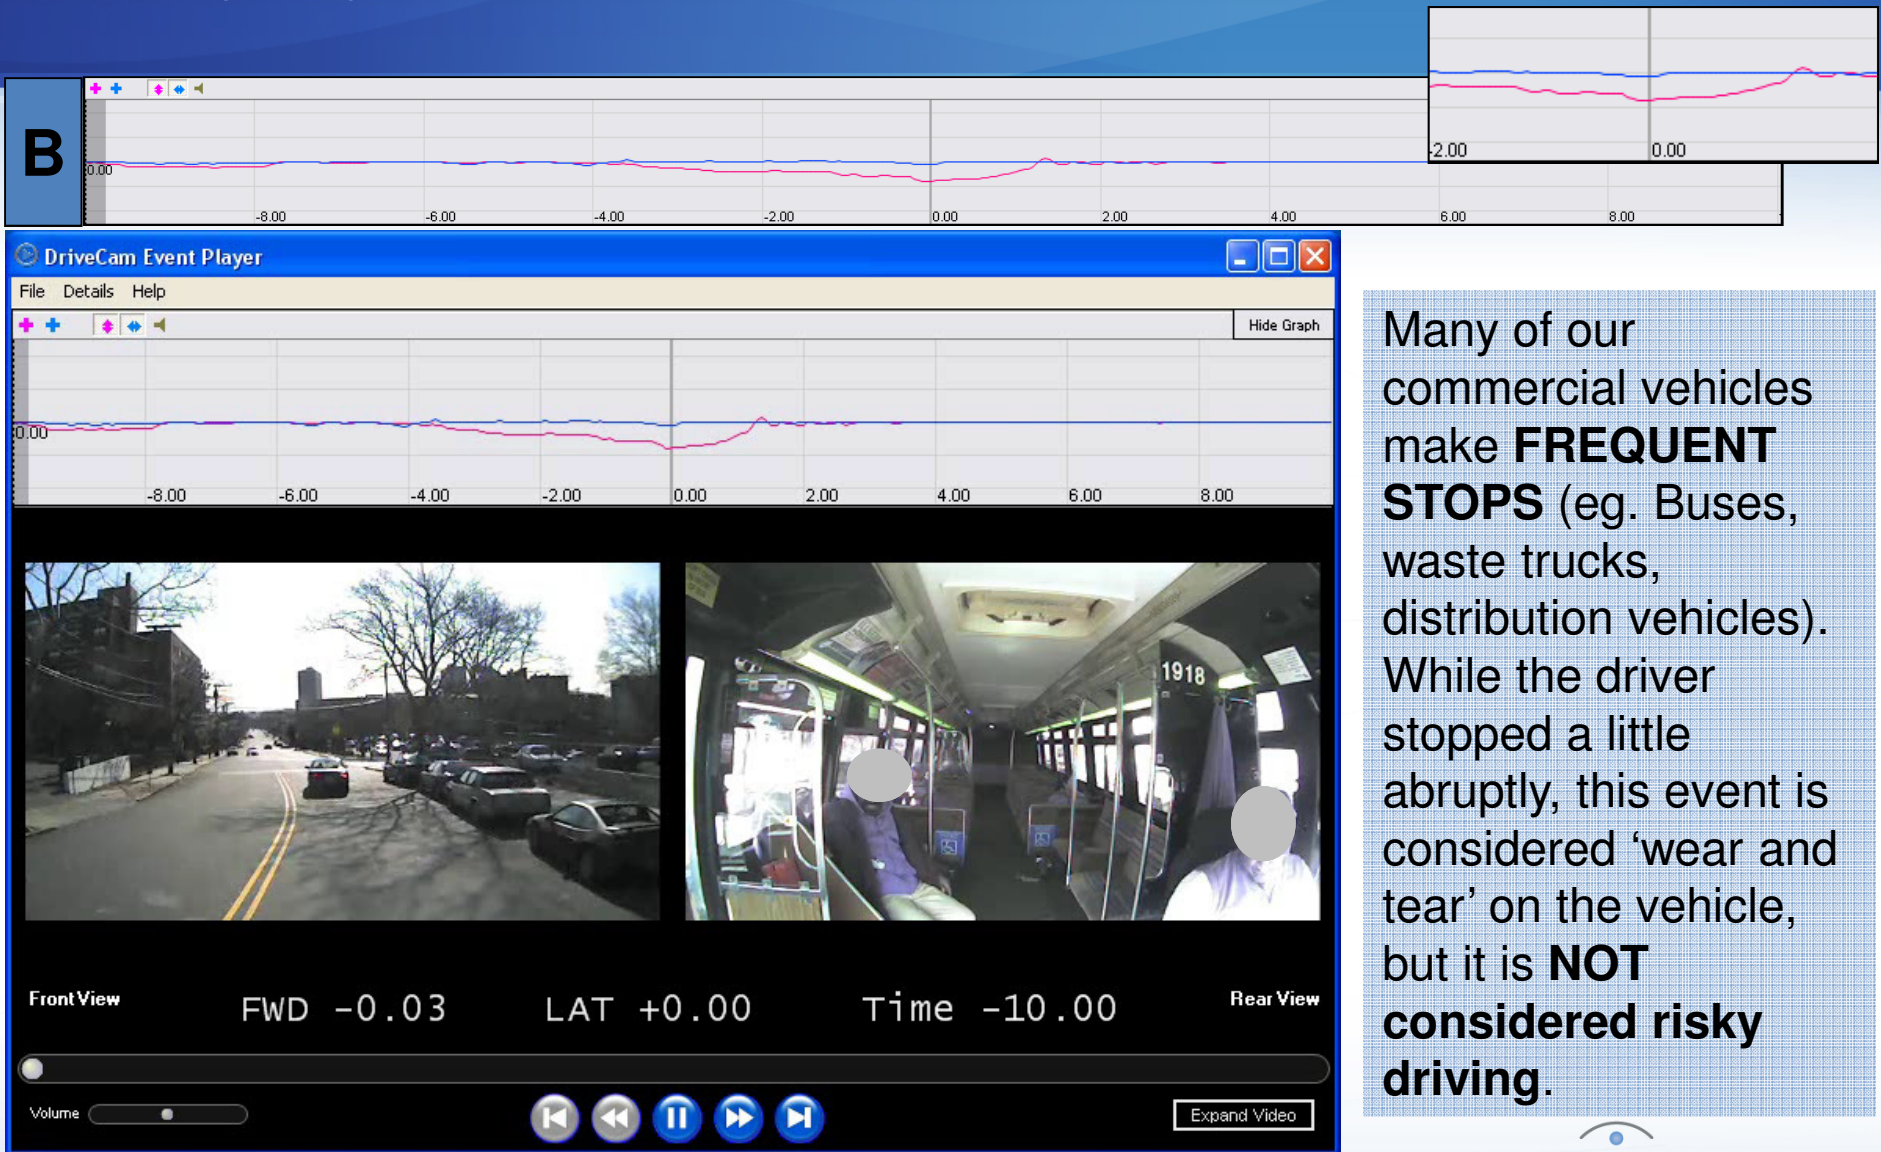 B
0.00
-8.00 -6.00 -4.00 -2.00 0.00 2.00 4.00 6.00 8.00
-2.00 0.00
DriveCam Event Player
File Details Help
Hide Graph
0.00
-8.00 -6.00 -4.00 -2.00 0.00 2.00 4.00 6.00 8.00
1918
Front View FWD -0.03 LAT +0.00 Time -10.00 Rear View
Volume
Expand Video
Many of our
commercial vehicles
make FREQUENT
STOPS (eg. Buses,
waste trucks,
distribution vehicles).
While the driver
stopped a little
abruptly, this event is
considered ‘wear and
tear’ on the vehicle,
but it is NOT
considered risky
driving.